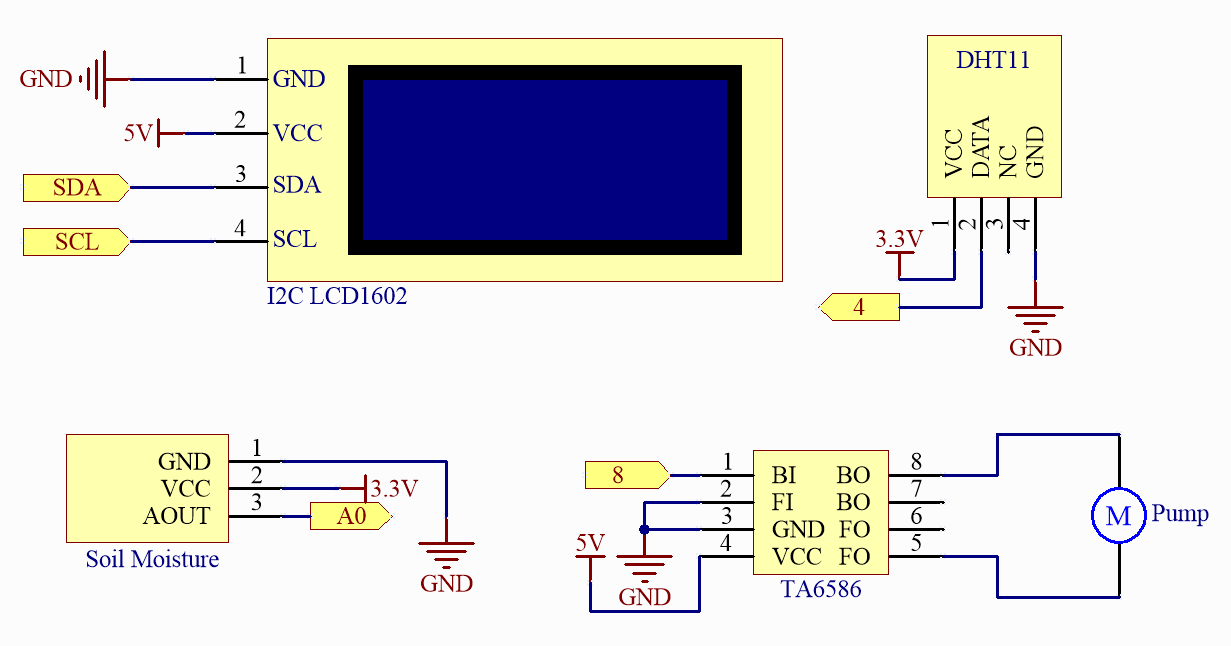 GND
1
GND
5V
2
VCC
SDA
3
SDA
SCL
4
SCL
I2C LCD1602
DHT11
VCC
DATA
NC
GND
1
2
3
4
3.3V
4
GND
GND
1
VCC
2
3.3V
AOUT
3
A0
Soil Moisture
GND
8
1
BI
BO
8
2
FI
BO
7
3
GND
FO
6
5V
4
VCC
FO
5
GND
TA6586
M
Pump